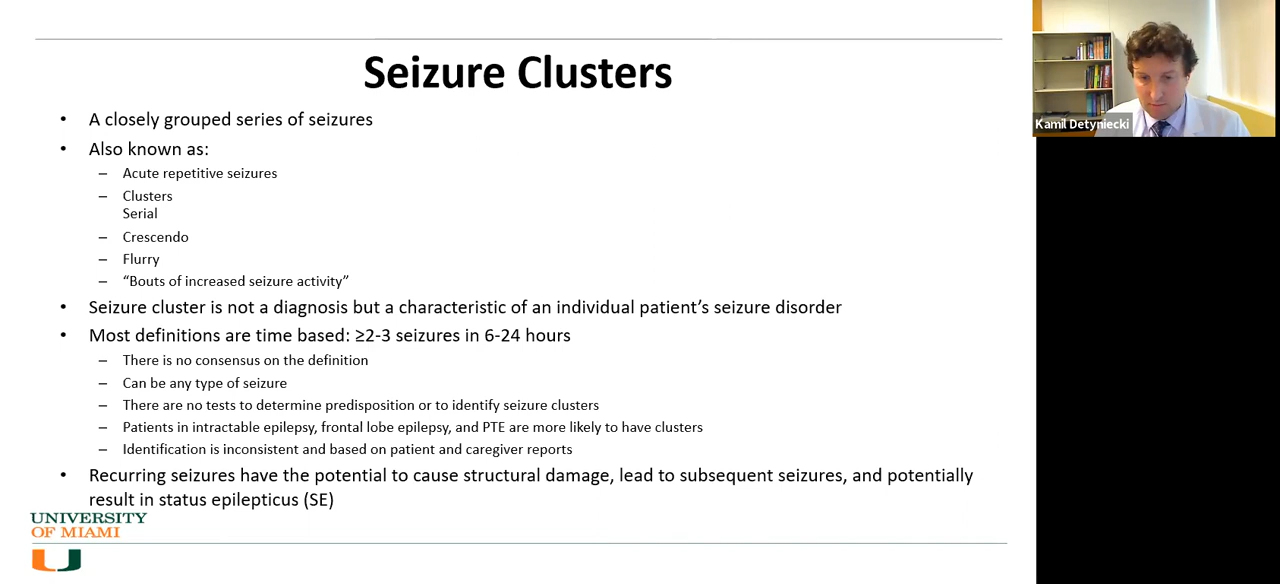 Seizure Clusters
• A closely grouped series of seizures
• Also known as:
– Acute repetitive seizures
– Clusters
Serial
– Crescendo
– Flurry
– “Bouts of increased seizure activity”
• Seizure cluster is not a diagnosis but a characteristic of an individual patient’s seizure disorder
• Most definitions are time based: ≥2-3 seizures in 6-24 hours
– There is no consensus on the definition
– Can be any type of seizure
– There are no tests to determine predisposition or to identify seizure clusters
– Patients in intractable epilepsy, frontal lobe epilepsy, and PTE are more likely to have clusters
– Identification is inconsistent and based on patient and caregiver reports
• Recurring seizures have the potential to cause structural damage, lead to subsequent seizures, and potentially
result in status epilepticus (SE)
UNIVERSITY
OF MIAMI
U
Kamil Detyniecki